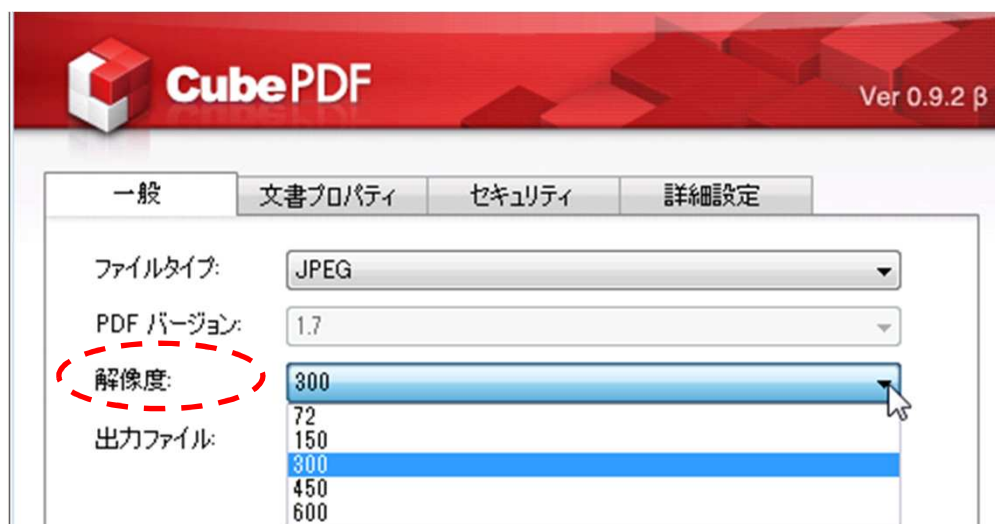 CubePDF
Ver 0.9.2 β
一般 文書プロパティ セキュリティ 詳細設定
ファイルタイプ: JPEG
PDF バージョン: 1.7
解像度: 300
72
出力ファイル: 150
300
450
600